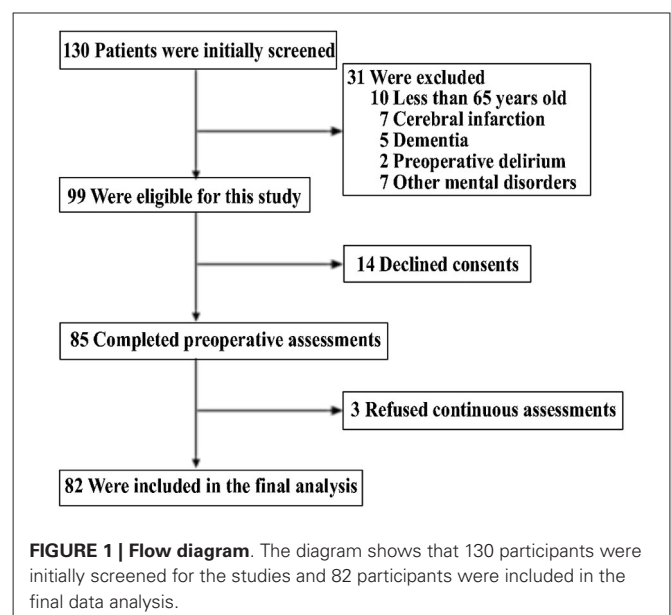 130 Patients were initially screened
31 Were excluded
10 Less than 65 years old
7 Cerebral infarction
5 Dementia
2 Preoperative delirium
7 Other mental disorders
99 Were eligible for this study
14 Declined consents
85 Completed preoperative assessments
3 Refused continuous assessments
82 Were included in the final analysis
FIGURE 1 | Flow diagram. The diagram shows that 130 participants were
initially screened for the studies and 82 participants were included in the
final data analysis.